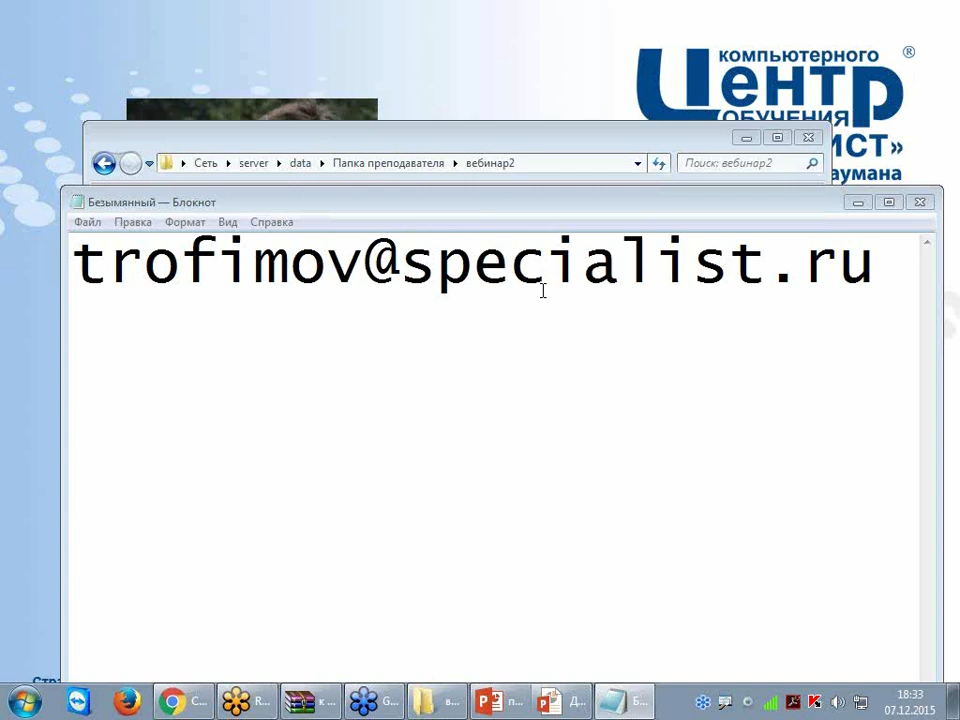 компьютерного
®
Центр
ОБУЧЕНИЯ
ИСТ»
аумана
Сеть server data Папка преподавателя вебинар2
Поиск: вебинар2
Безымянный — Блокнот
Файл Правка Формат Вид Справка
trofimov@specialist.ru
Стра
C... R... к ... G... в... п... Д... Б...
18:33
07.12.2015